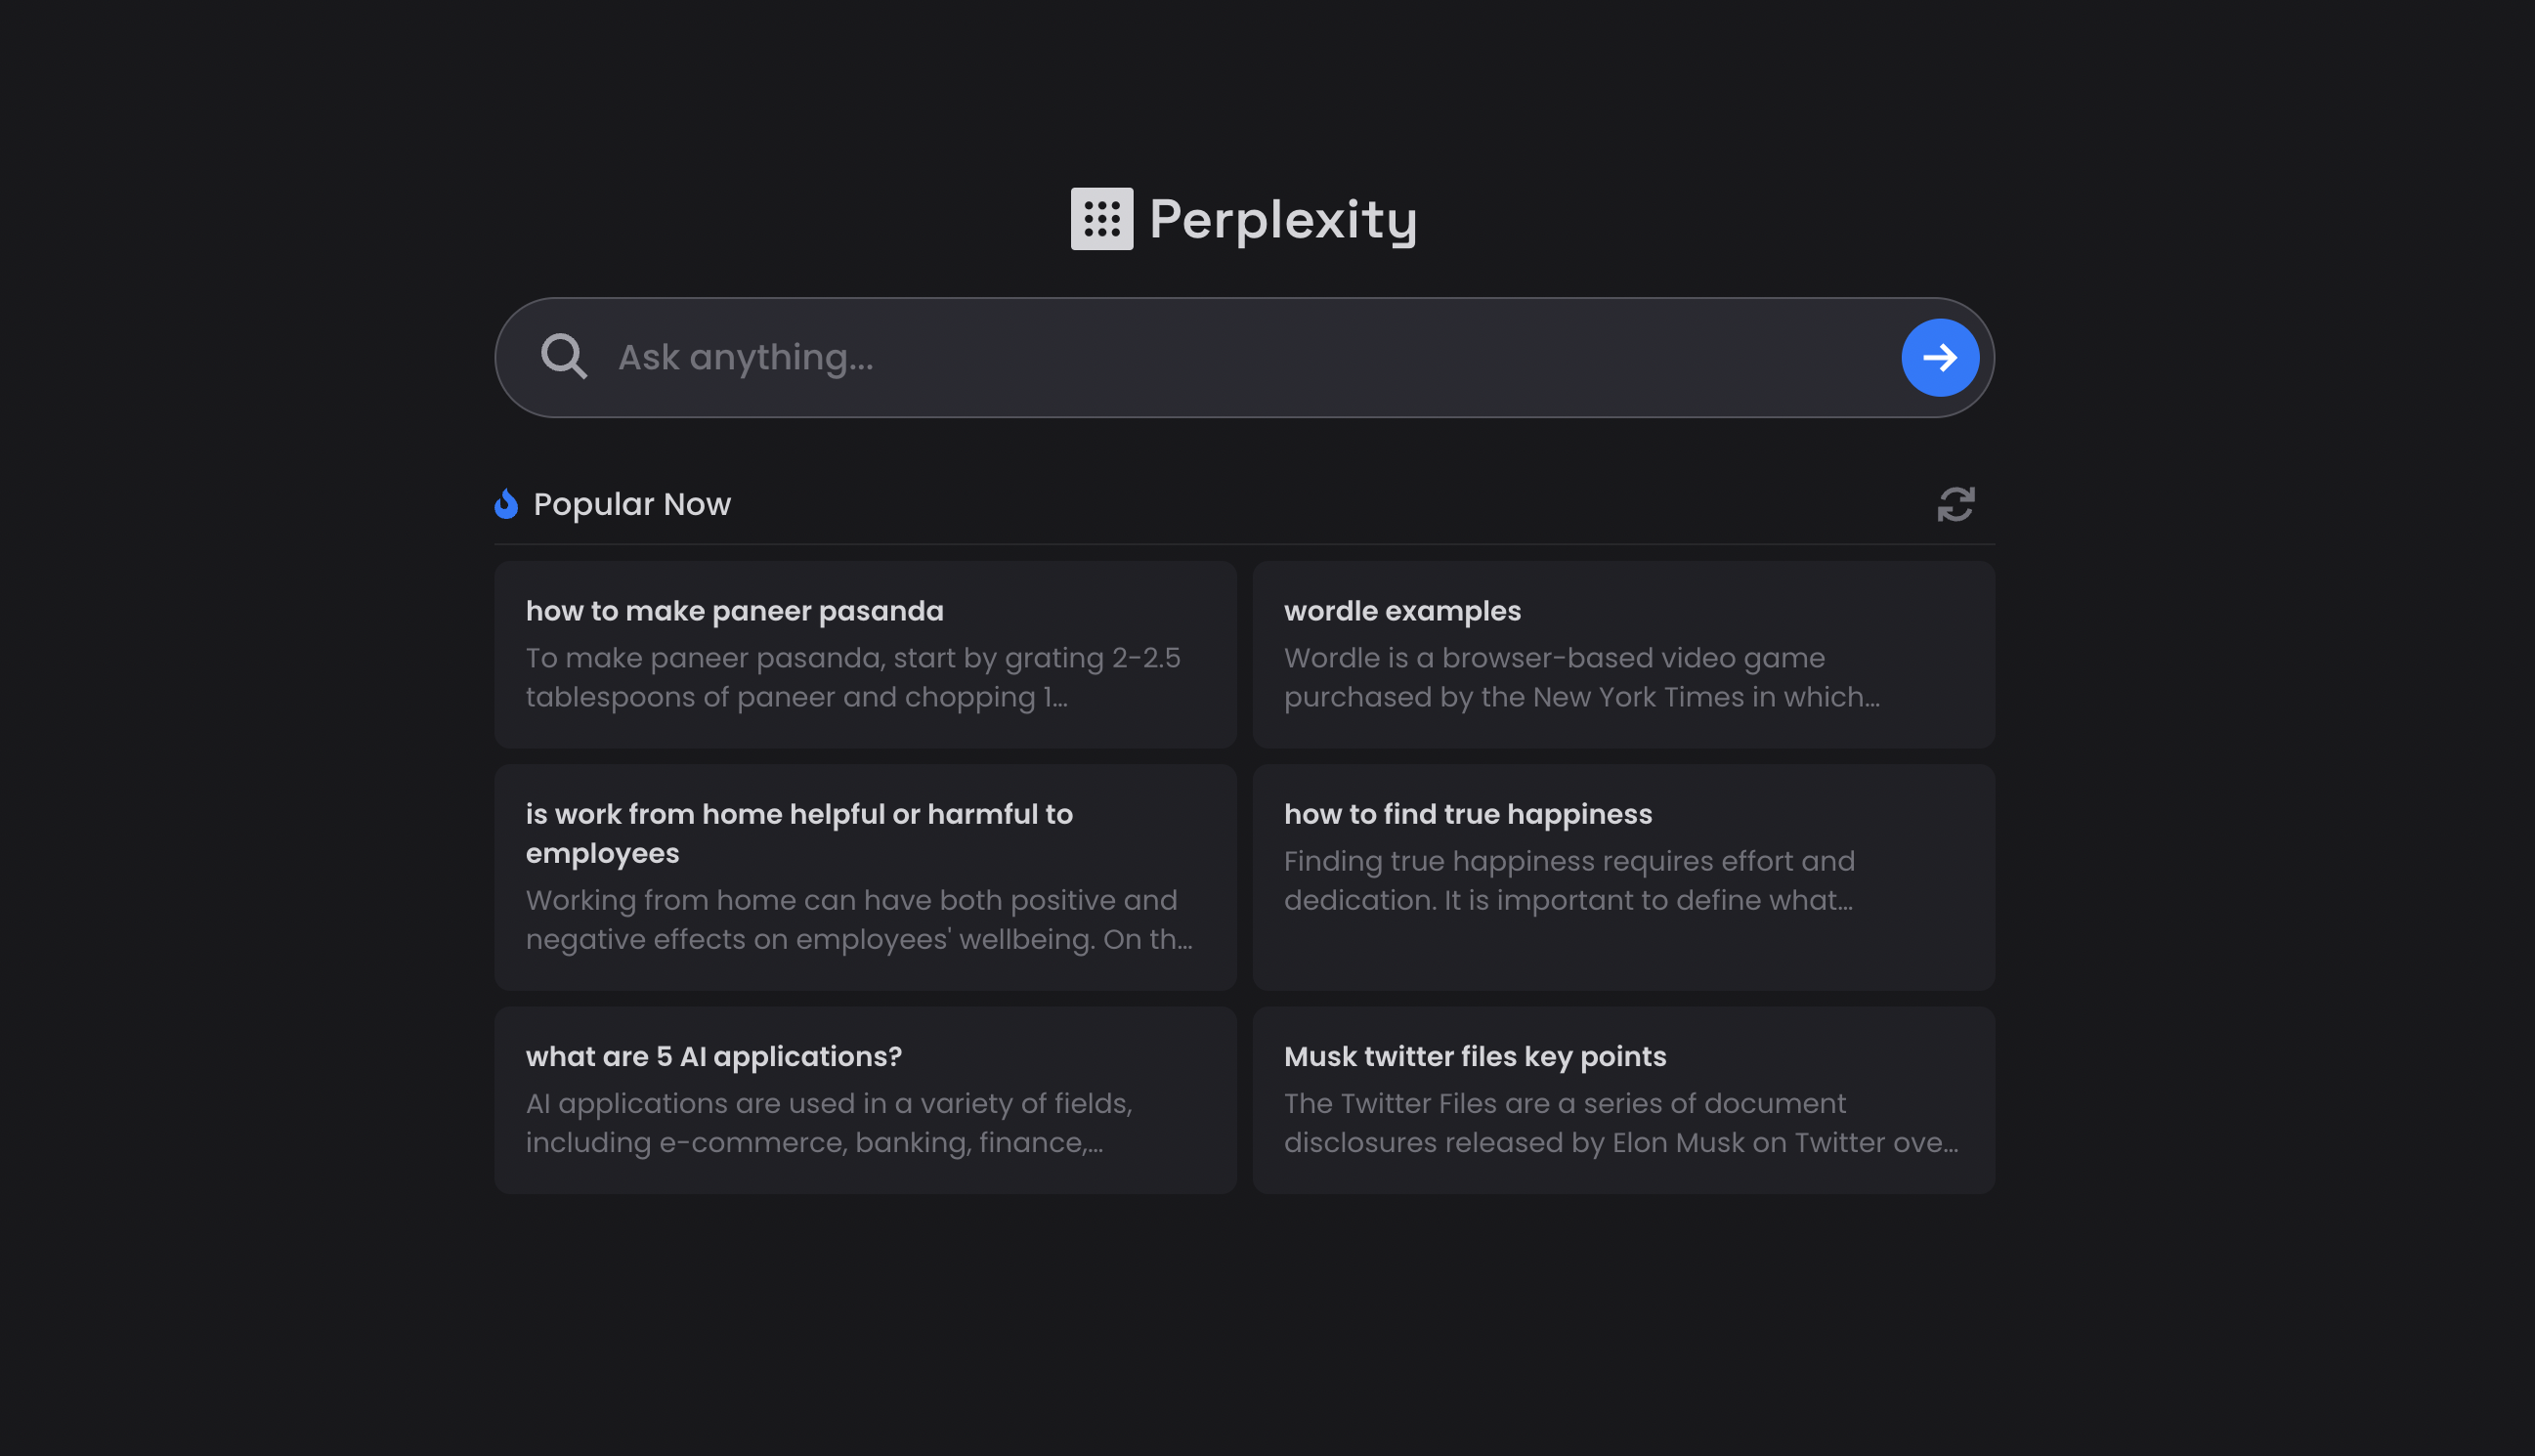 Perplexity
Ask anything...
Popular Now
how to make paneer pasanda
To make paneer pasanda, start by grating 2-2.5
tablespoons of paneer and chopping 1...
wordle examples
Wordle is a browser-based video game
purchased by the New York Times in which...
is work from home helpful or harmful to
employees
Working from home can have both positive and
negative effects on employees' wellbeing. On th...
how to find true happiness
Finding true happiness requires effort and
dedication. It is important to define what...
what are 5 AI applications?
AI applications are used in a variety of fields,
including e-commerce, banking, finance,...
Musk twitter files key points
The Twitter Files are a series of document
disclosures released by Elon Musk on Twitter ove...